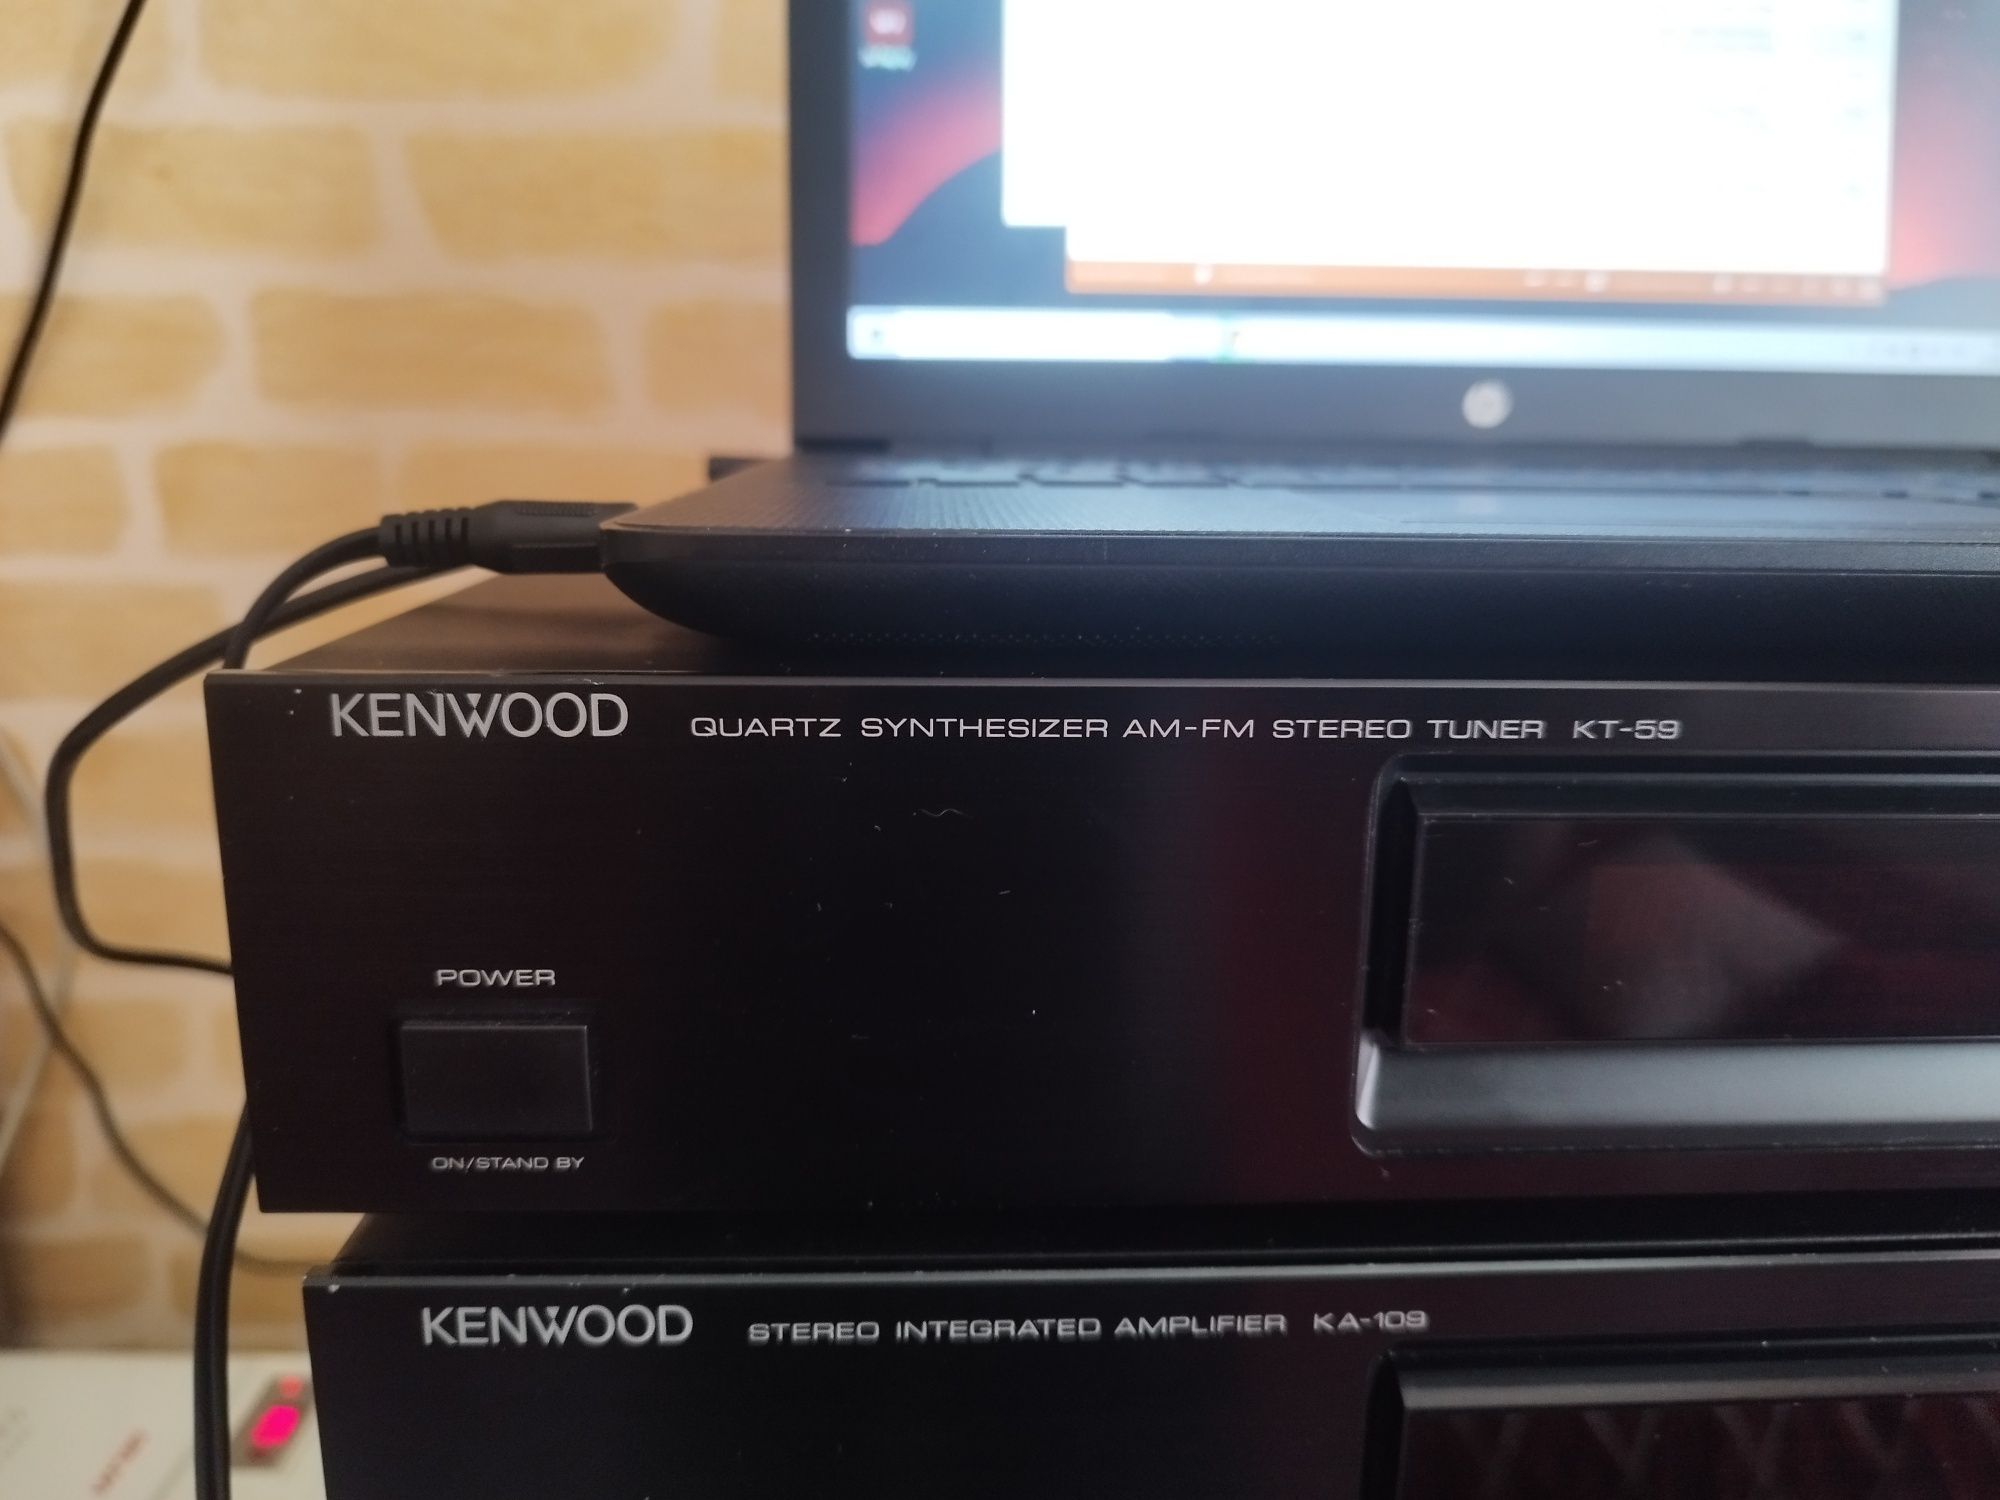 KENWOOD QUARTZ SYNTHESIZER AM-FM STEREO TUNER KT-59
POWER
ON/STAND BY
KENWOOD STEREO INTEGRATED AMPLIFIER KA-109